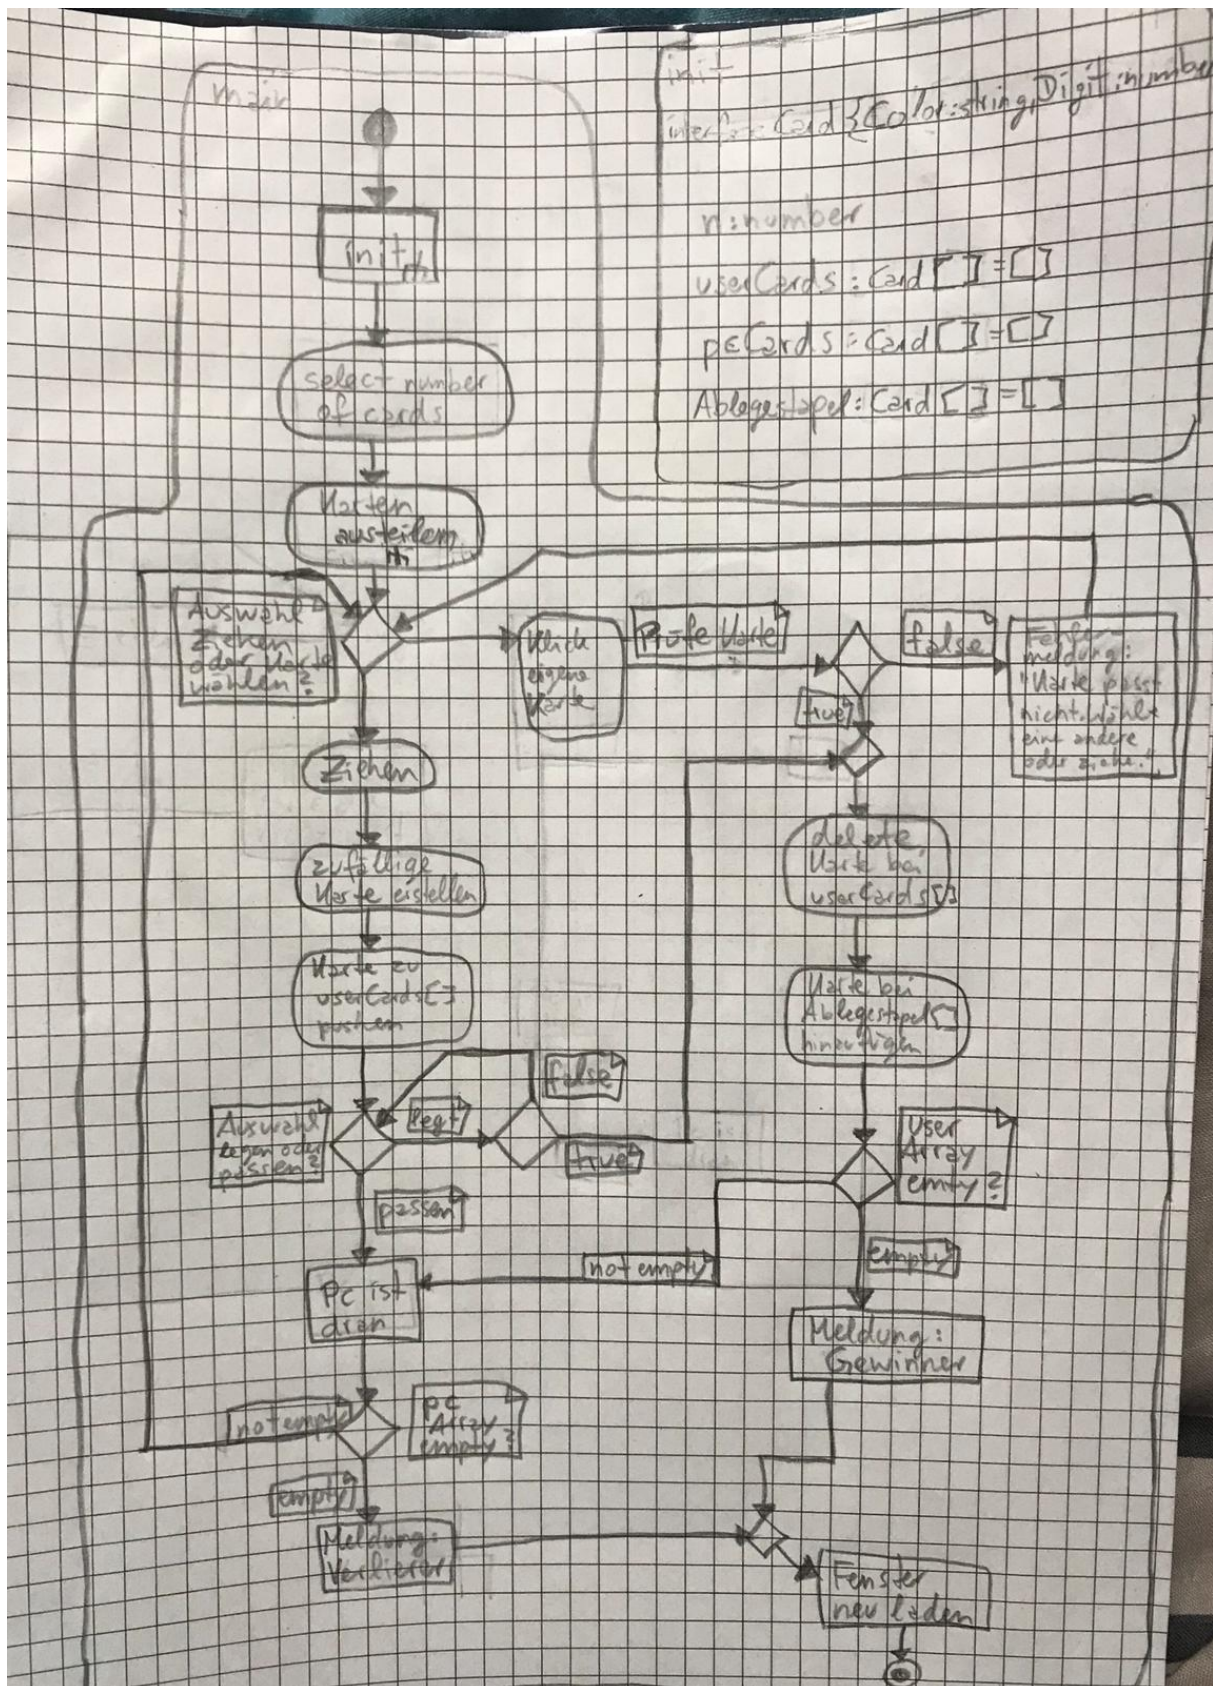 main
init
interface Card {Color:string, Digit:number
n:number
userCards : Card [ ] = [ ]
pcCards : Card [ ] = [ ]
Ablegestapel : Card [ ] = [ ]
init
select number
of cards
Karten
austeilen
Auswahl
Ziehen
oder Karte
wählen?
Klick
eigene
Karte
Prüfe Karte
false
Fehler-
meldung:
"Karte passt
nicht. Wähle
eine andere
oder ziehe."
true
Ziehen
zufällige
Karte erstellen
delete
Karte bei
userCards[]
Karte zu
userCards[]
pushen
Karte bei
Ablegestapel[]
hinzufügen
false
Auswahl
legen oder
passen?
legt
true
User
Array
empty?
passen
empty
not empty
Pc ist
dran
Meldung:
Gewinner
not empty
pc
Array
empty?
empty
Meldung:
Verlierer
Fenster
neu laden